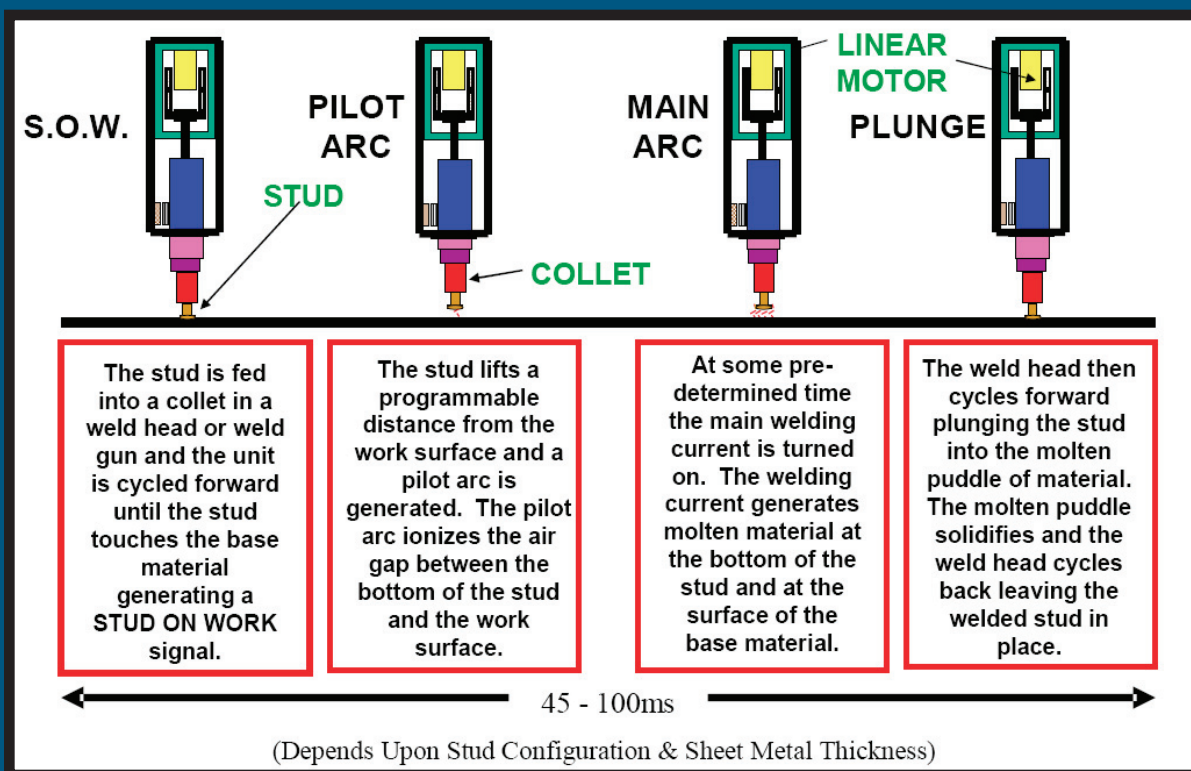 S.O.W.
STUD
PILOT
ARC
COLLET
MAIN
ARC
LINEAR
MOTOR
PLUNGE
The stud is fed
into a collet in a
weld head or weld
gun and the unit
is cycled forward
until the stud
touches the base
material
generating a
STUD ON WORK
signal.
The stud lifts a
programmable
distance from the
work surface and a
pilot arc is
generated. The pilot
arc ionizes the air
gap between the
bottom of the stud
and the work
surface.
At some pre-
determined time
the main welding
current is turned
on. The welding
current generates
molten material at
the bottom of the
stud and at the
surface of the
base material.
The weld head then
cycles forward
plunging the stud
into the molten
puddle of material.
The molten puddle
solidifies and the
weld head cycles
back leaving the
welded stud in
place.
45 - 100ms
(Depends Upon Stud Configuration & Sheet Metal Thickness)